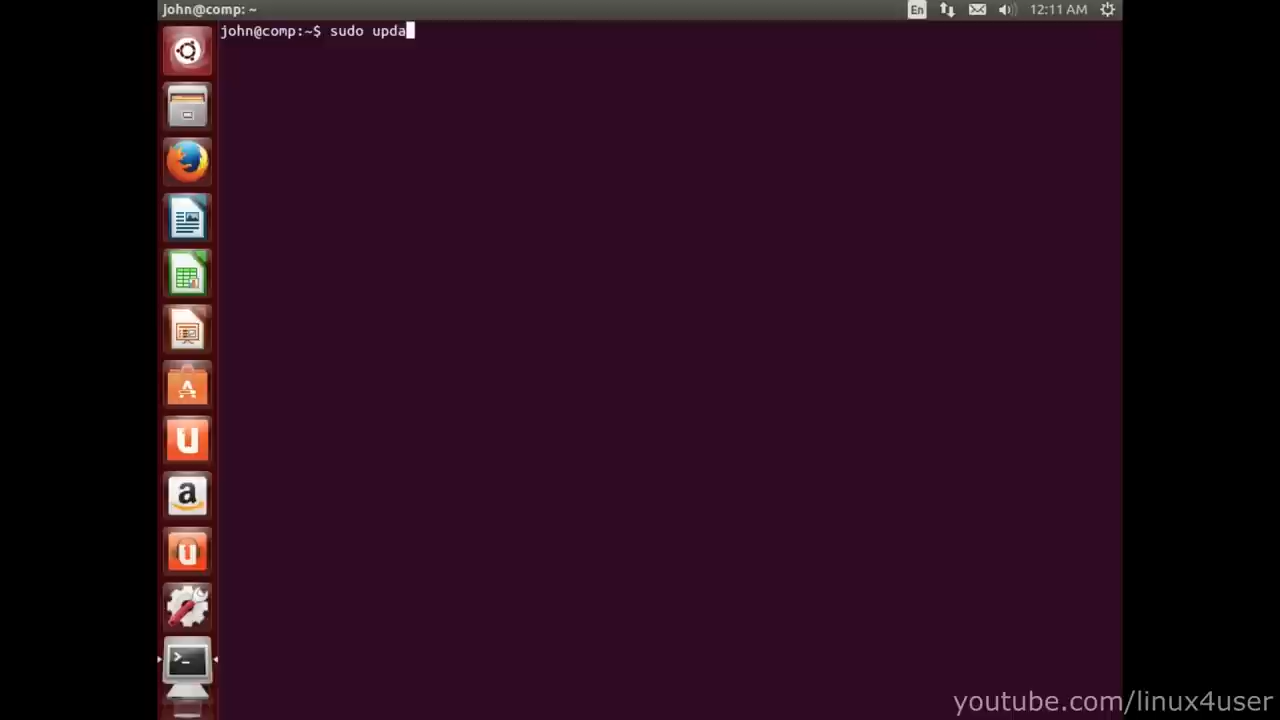 john@comp: ~
En
12:11 AM
john@comp:~$ sudo upda
youtube.com/linux4user